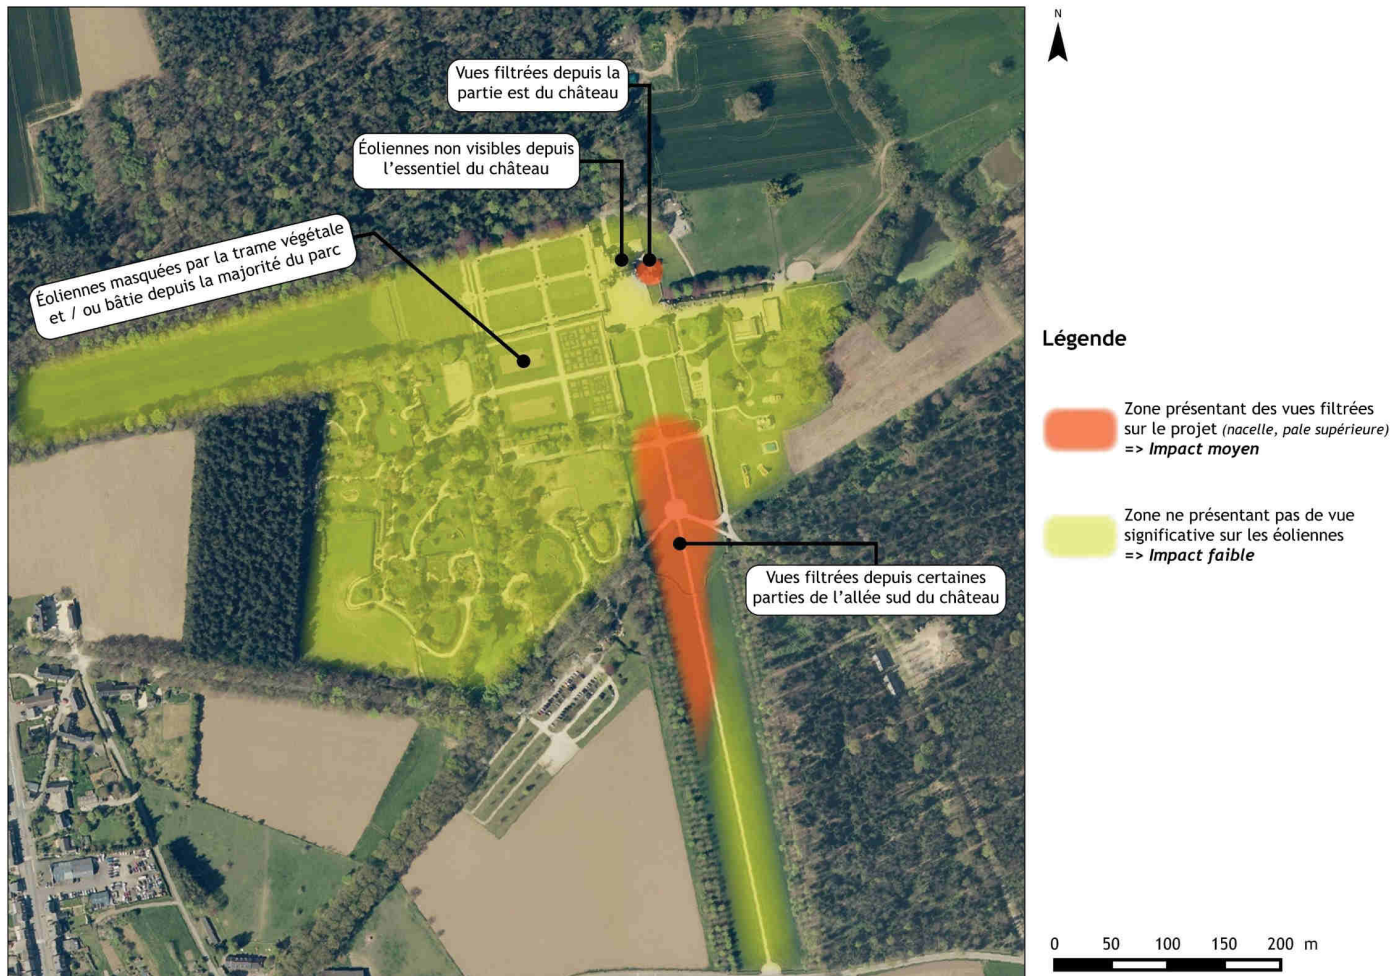 N
Vues filtrées depuis la
partie est du château
Éoliennes non visibles depuis
l’essentiel du château
Éoliennes masquées par la trame végétale
et / ou bâtie depuis la majorité du parc
Vues filtrées depuis certaines
parties de l’allée sud du château
Légende
Zone présentant des vues filtrées
sur le projet (nacelle, pale supérieure)
=> Impact moyen
Zone ne présentant pas de vue
significative sur les éoliennes
=> Impact faible
0 50 100 150 200 m